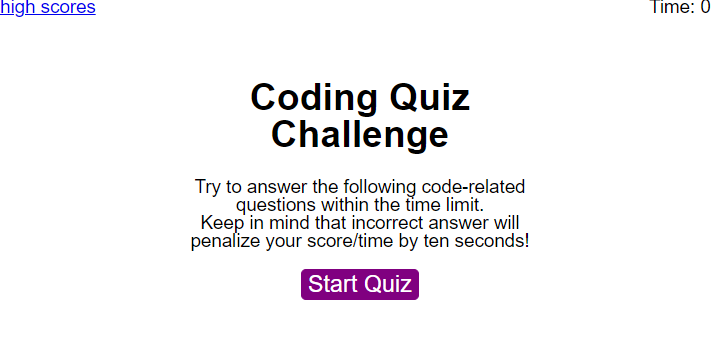 high scores
Time: 0
Coding Quiz
Challenge
Try to answer the following code-related
questions within the time limit.
Keep in mind that incorrect answer will
penalize your score/time by ten seconds!
Start Quiz